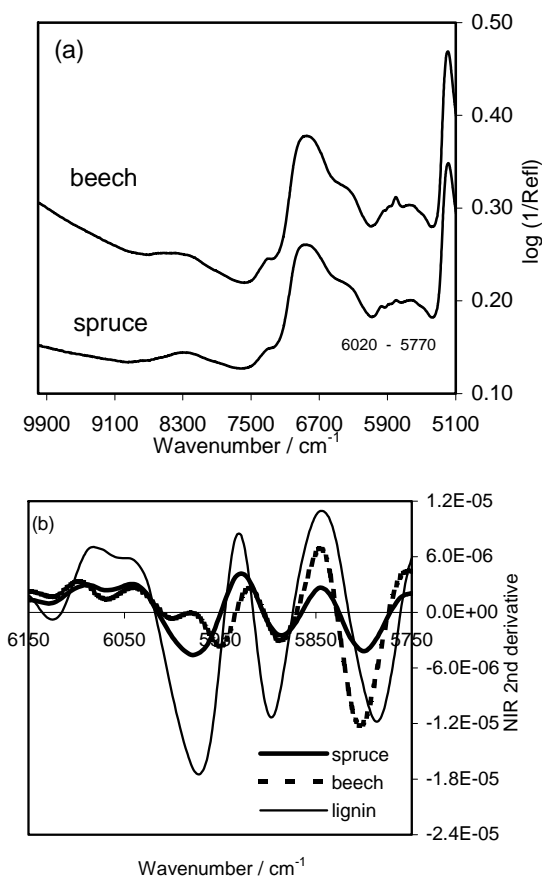 (a)
0.50
0.40
0.30
0.20
0.10
log (1/Refl)
beech
spruce
6020 - 5770
9900 9100 8300 7500 6700 5900 5100
Wavenumber / cm-1
(b)
1.2E-05
6.0E-06
0.0E+00
-6.0E-06
-1.2E-05
-1.8E-05
-2.4E-05
NIR 2nd derivative
6150 6050 5950 5850 5750
spruce
beech
lignin
Wavenumber / cm-1